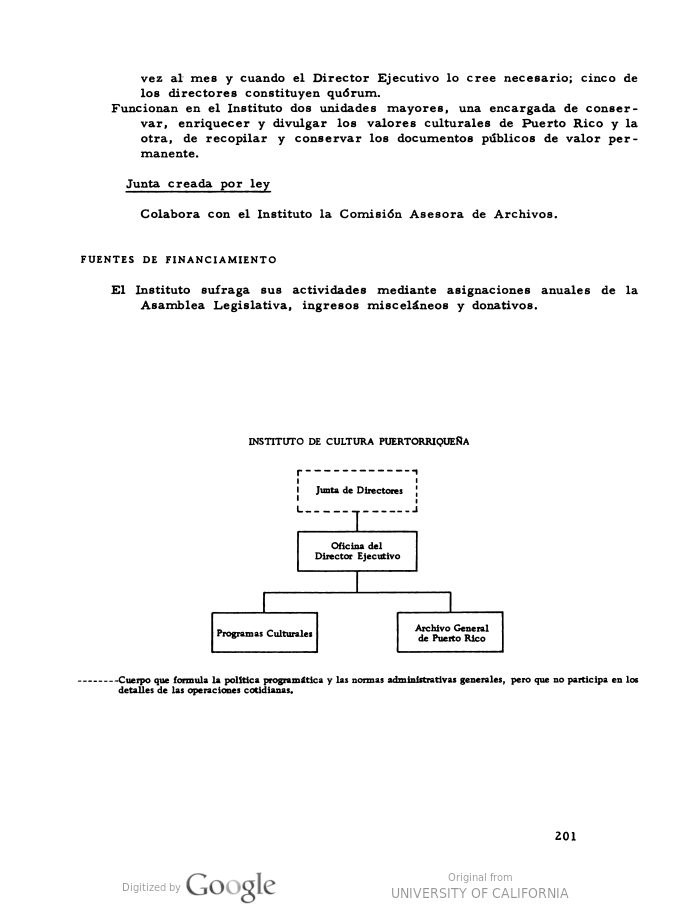 vez al mes y cuando el Director Ejecutivo lo cree necesario; cinco de
los directores constituyen quórum.
Funcionan en el Instituto dos unidades mayores, una encargada de conser-
var, enriquecer y divulgar los valores culturales de Puerto Rico y la
otra, de recopilar y conservar los documentos públicos de valor per-
manente.
Junta creada por ley
Colabora con el Instituto la Comisión Asesora de Archivos.
FUENTES DE FINANCIAMIENTO
El Instituto sufraga sus actividades mediante asignaciones anuales de la
Asamblea Legislativa, ingresos misceláneos y donativos.
INSTITUTO DE CULTURA PUERTORRIQUEÑA
Junta de Directores
Oficina del
Director Ejecutivo
Programas Culturales
Archivo General
de Puerto Rico
--------Cuerpo que formula la política programática y las normas administrativas generales, pero que no participa en los
detalles de las operaciones cotidianas.
201
Digitized by Google
Original from
UNIVERSITY OF CALIFORNIA